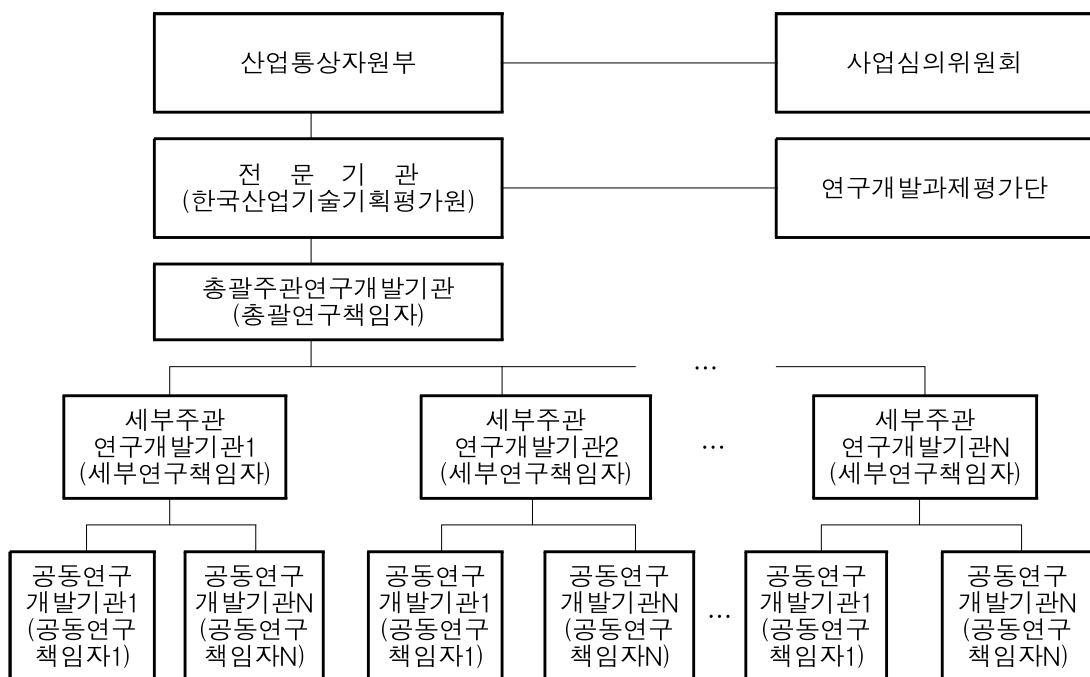 산업통상자원부
사업심의위원회
전 문 기 관
(한국산업기술기획평가원)
연구개발과제평가단
총괄주관연구개발기관
(총괄연구책임자)
...
세부주관
연구개발기관1
(세부연구책임자)
세부주관
연구개발기관2
(세부연구책임자)
...
세부주관
연구개발기관N
(세부연구책임자)
공동연구
개발기관1
(공동연구
책임자1)
공동연구
개발기관N
(공동연구
책임자N)
공동연구
개발기관1
(공동연구
책임자1)
공동연구
개발기관N
(공동연구
책임자N)
...
공동연구
개발기관1
(공동연구
책임자1)
공동연구
개발기관N
(공동연구
책임자N)